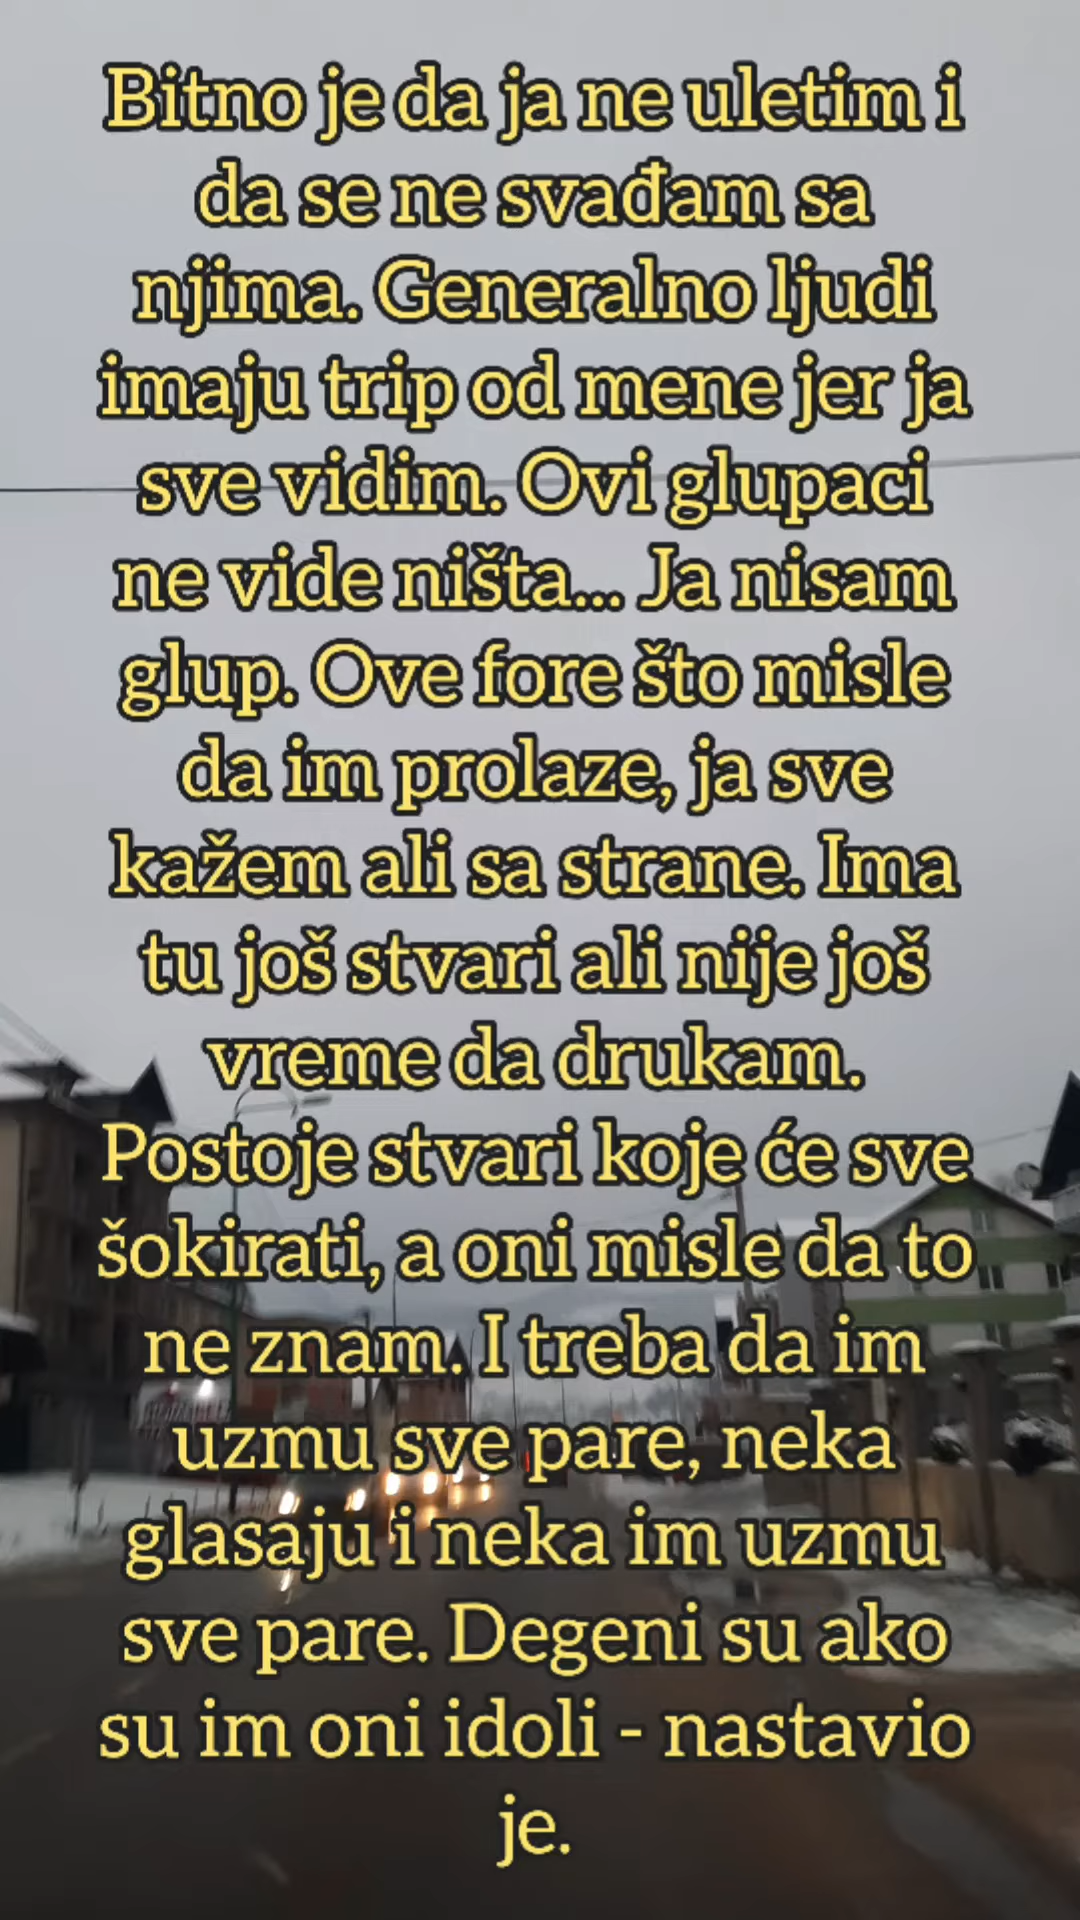 Bitno je da ja ne uletim i
da se ne svađam sa
njima. Generalno ljudi
imaju trip od mene jer ja
sve vidim. Ovi glupaci
ne vide ništa... Ja nisam
glup. Ove fore što misle
da im prolaze, ja sve
kažem ali sa strane. Ima
tu još stvari ali nije još
vreme da drukam.
Postoje stvari koje će sve
šokirati, a oni misle da to
ne znam. I treba da im
uzmu sve pare, neka
glasaju i neka im uzmu
sve pare. Degeni su ako
su im oni idoli - nastavio
je.